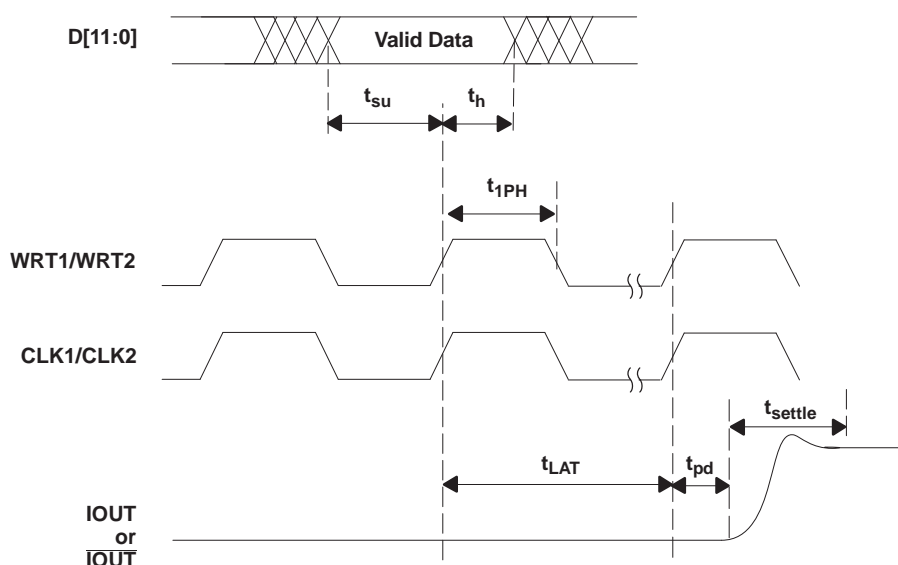 D[11:0]
Valid Data
tsu
th
t1PH
WRT1/WRT2
CLK1/CLK2
tsettle
tLAT
tpd
IOUT
or
IOUT